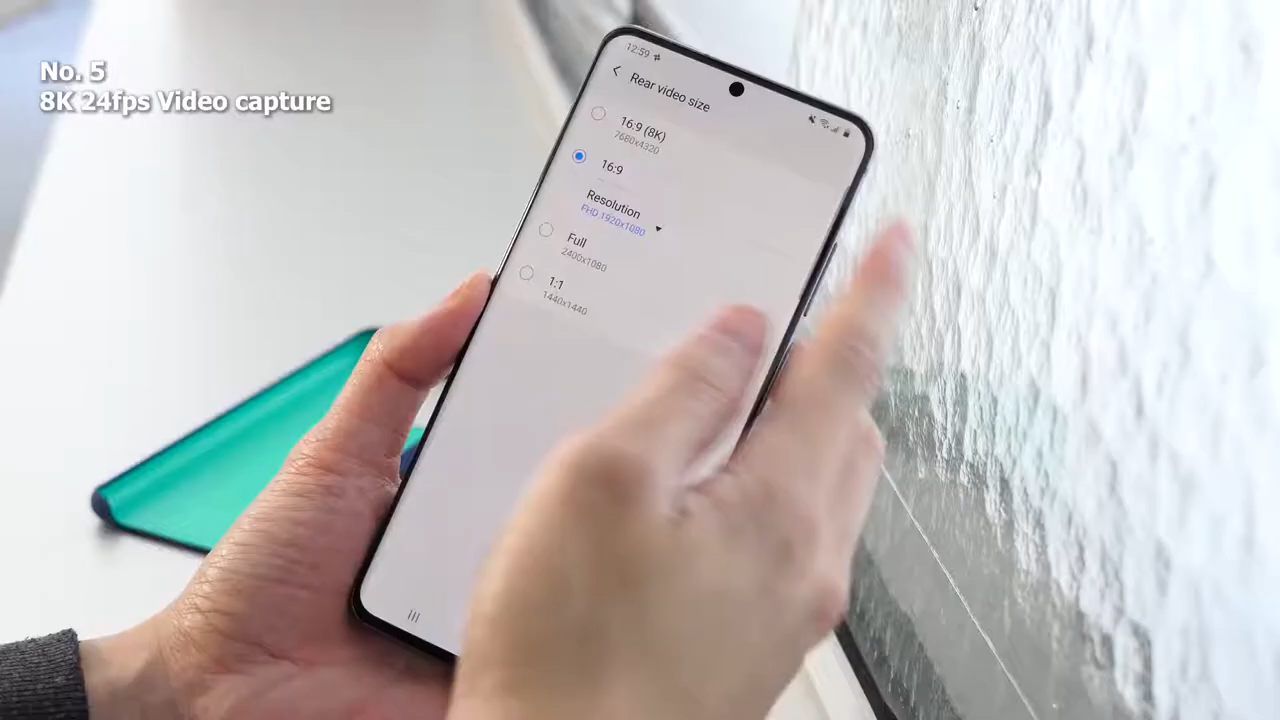 No. 5
8K 24fps Video capture
12:59
Rear video size
16:9 (8K)
7680x4320
16:9
Resolution
FHD 1920x1080
Full
2400x1080
1:1
1440x1440